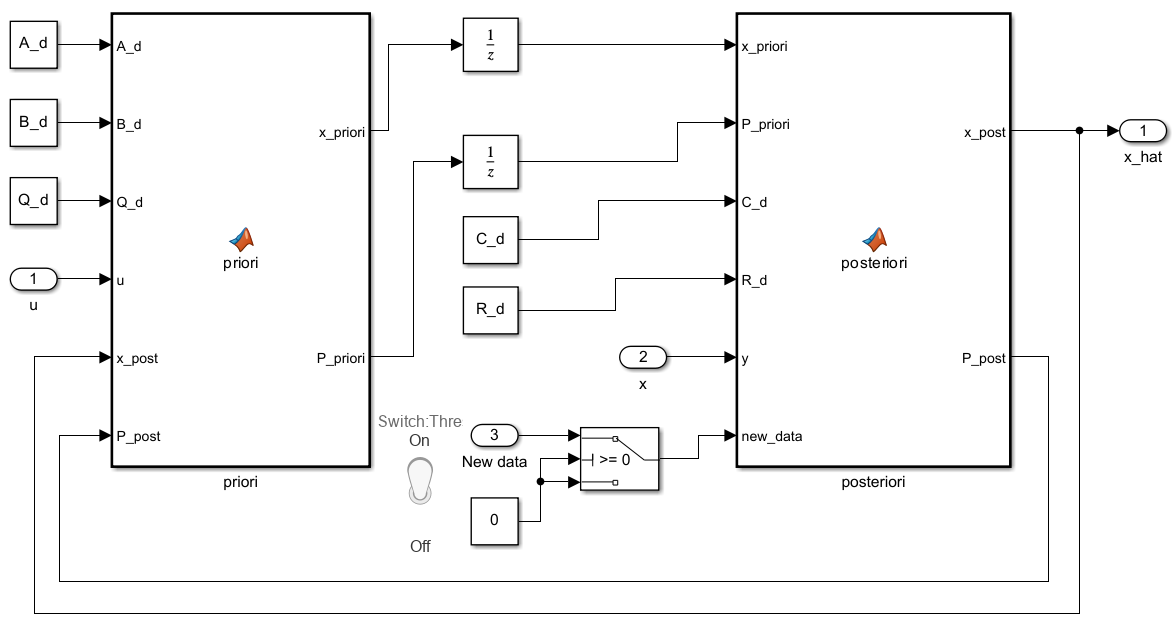 A_d
B_d
Q_d
1
u
A_d
B_d
Q_d
u
x_post
P_post
x_priori
P_priori
priori
priori
1
z
1
z
C_d
R_d
2
x
Switch:Thre
On
Off
3
New data
0
>= 0
x_priori
P_priori
C_d
R_d
y
new_data
x_post
P_post
posteriori
posteriori
1
x_hat